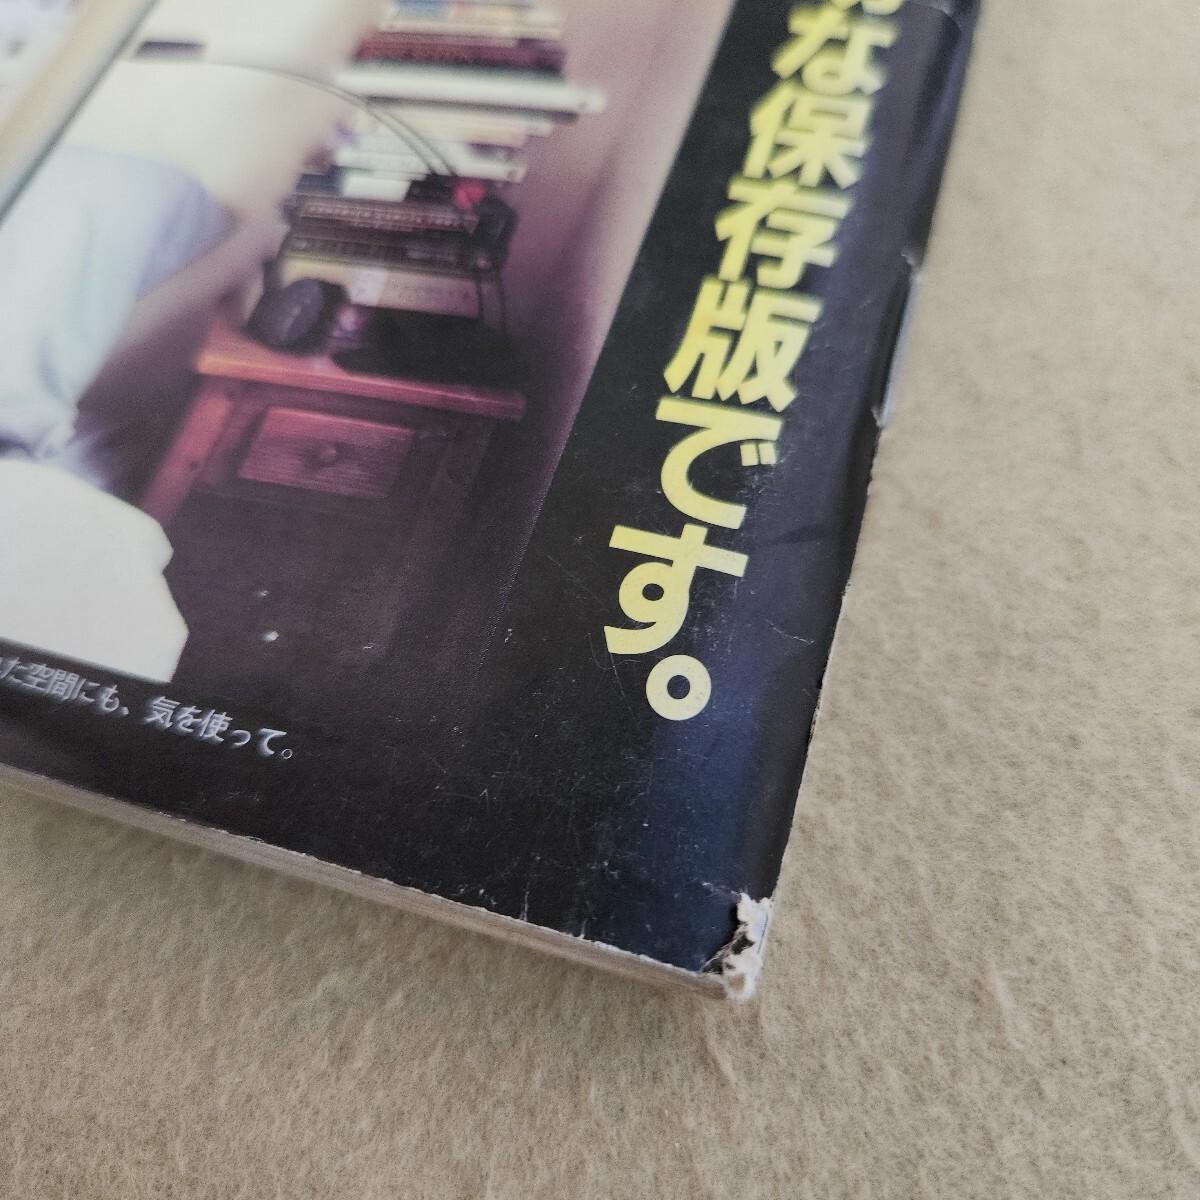 な保存版です。
た空間にも、気を使って。